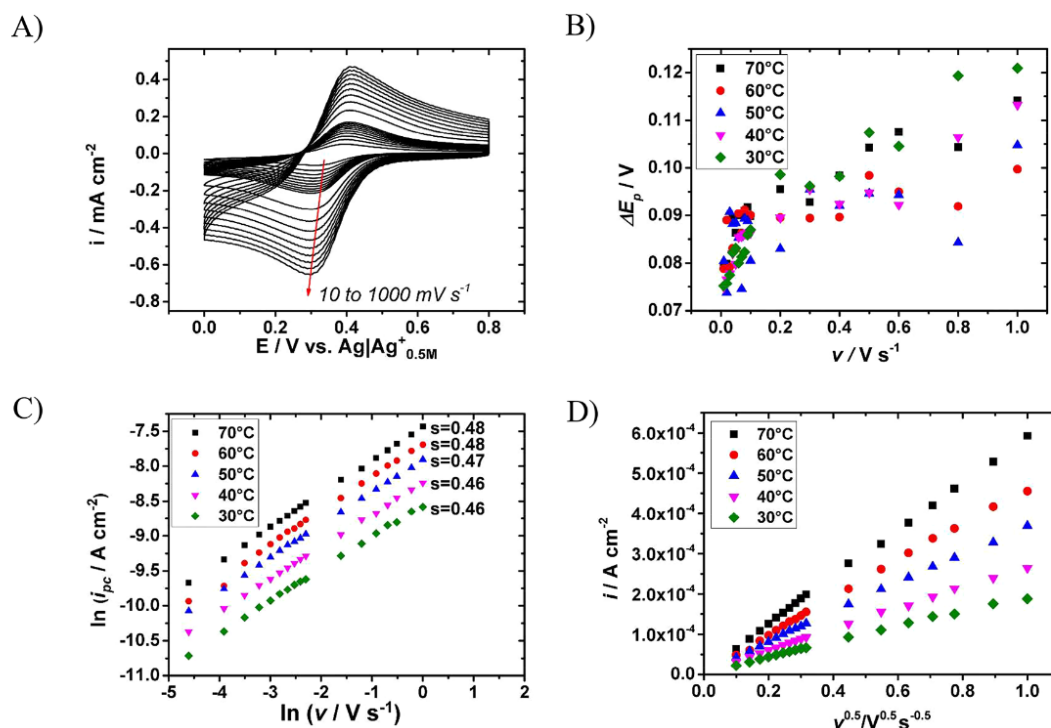 A)
i / mA cm-2
0.4
0.2
0.0
-0.2
-0.4
-0.6
-0.8
10 to 1000 mV s-1
0.0 0.2 0.4 0.6 0.8
E / V vs. Ag|Ag+0.5M
B)
ΔEp / V
0.12
0.11
0.10
0.09
0.08
0.07
70°C
60°C
50°C
40°C
30°C
0.0 0.2 0.4 0.6 0.8 1.0
v / V s-1
C)
ln (ipc / A cm-2)
-7.5
-8.0
-8.5
-9.0
-9.5
-10.0
-10.5
-11.0
70°C
60°C
50°C
40°C
30°C
s=0.48
s=0.48
s=0.47
s=0.46
s=0.46
-5 -4 -3 -2 -1 0 1 2
ln (v / V s-1)
D)
i / A cm-2
6.0x10-4
5.0x10-4
4.0x10-4
3.0x10-4
2.0x10-4
1.0x10-4
0.0
70°C
60°C
50°C
40°C
30°C
0.0 0.2 0.4 0.6 0.8 1.0
v0.5/V0.5s-0.5